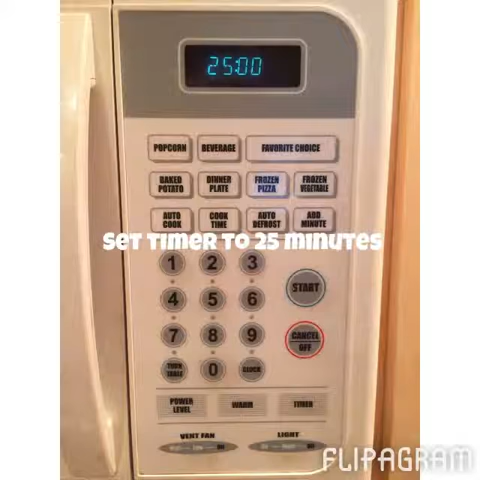 25:00
POPCORN BEVERAGE FAVORITE CHOICE
BAKED POTATO DINNER PLATE FROZEN PIZZA FROZEN VEGETABLE
AUTO COOK COOK TIME AUTO DEFROST ADD MINUTE
SET TIMER TO 25 MINUTES
1 2 3
START
4 5 6
7 8 9
CANCEL OFF
TURN TABLE 0 CLOCK
POWER LEVEL WARM TIMER
VENT FAN LIGHT
FLIPAGRAM